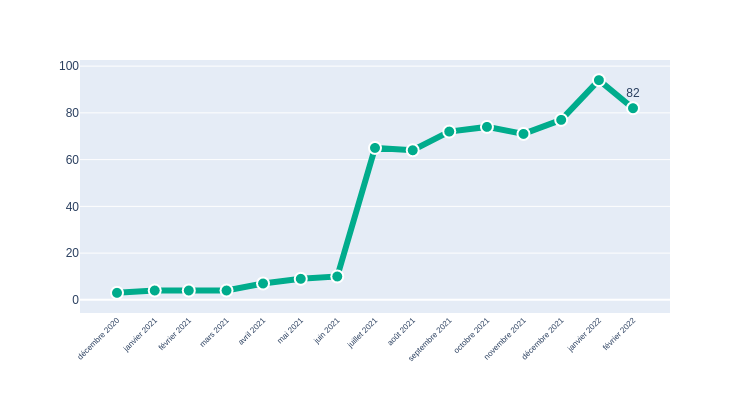 100
80
60
40
20
0
82
décembre 2020
janvier 2021
février 2021
mars 2021
avril 2021
mai 2021
juin 2021
juillet 2021
août 2021
septembre 2021
octobre 2021
novembre 2021
décembre 2021
janvier 2022
février 2022